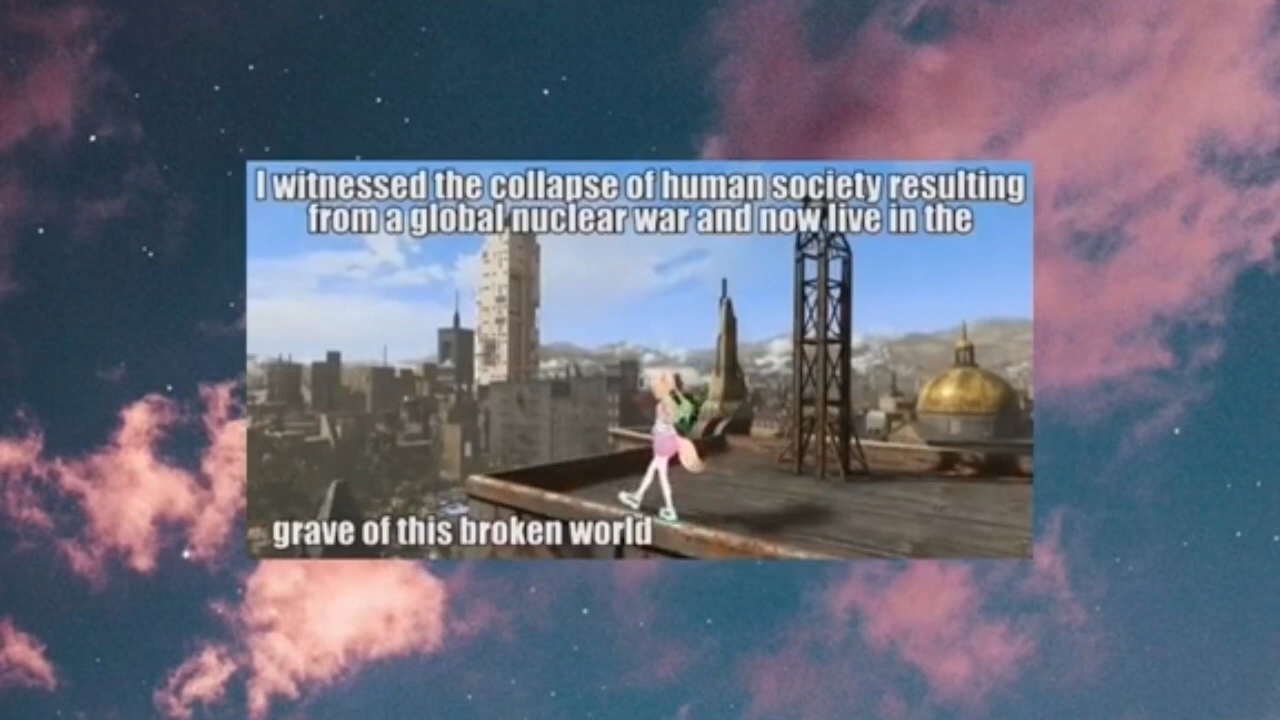 I witnessed the collapse of human society resulting
from a global nuclear war and now live in the
grave of this broken world